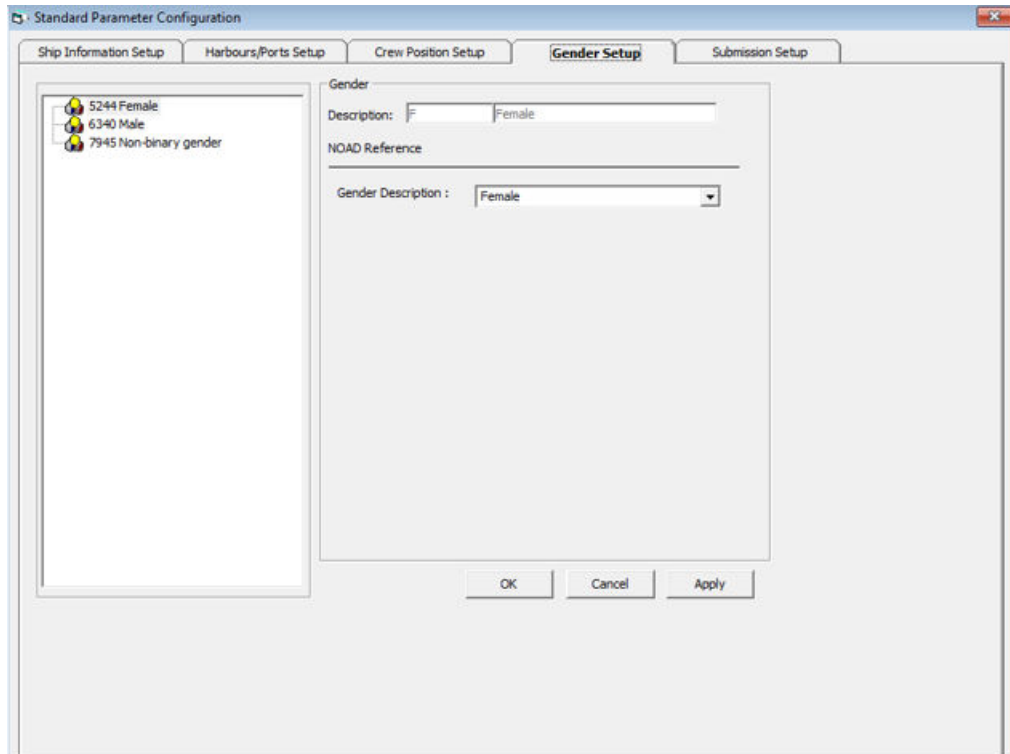 Standard Parameter Configuration
Ship Information Setup
Harbours/Ports Setup
Crew Position Setup
Gender Setup
Submission Setup
5244 Female
6340 Male
7945 Non-binary gender
Gender
Description: F Female
NOAD Reference
Gender Description : Female
OK
Cancel
Apply